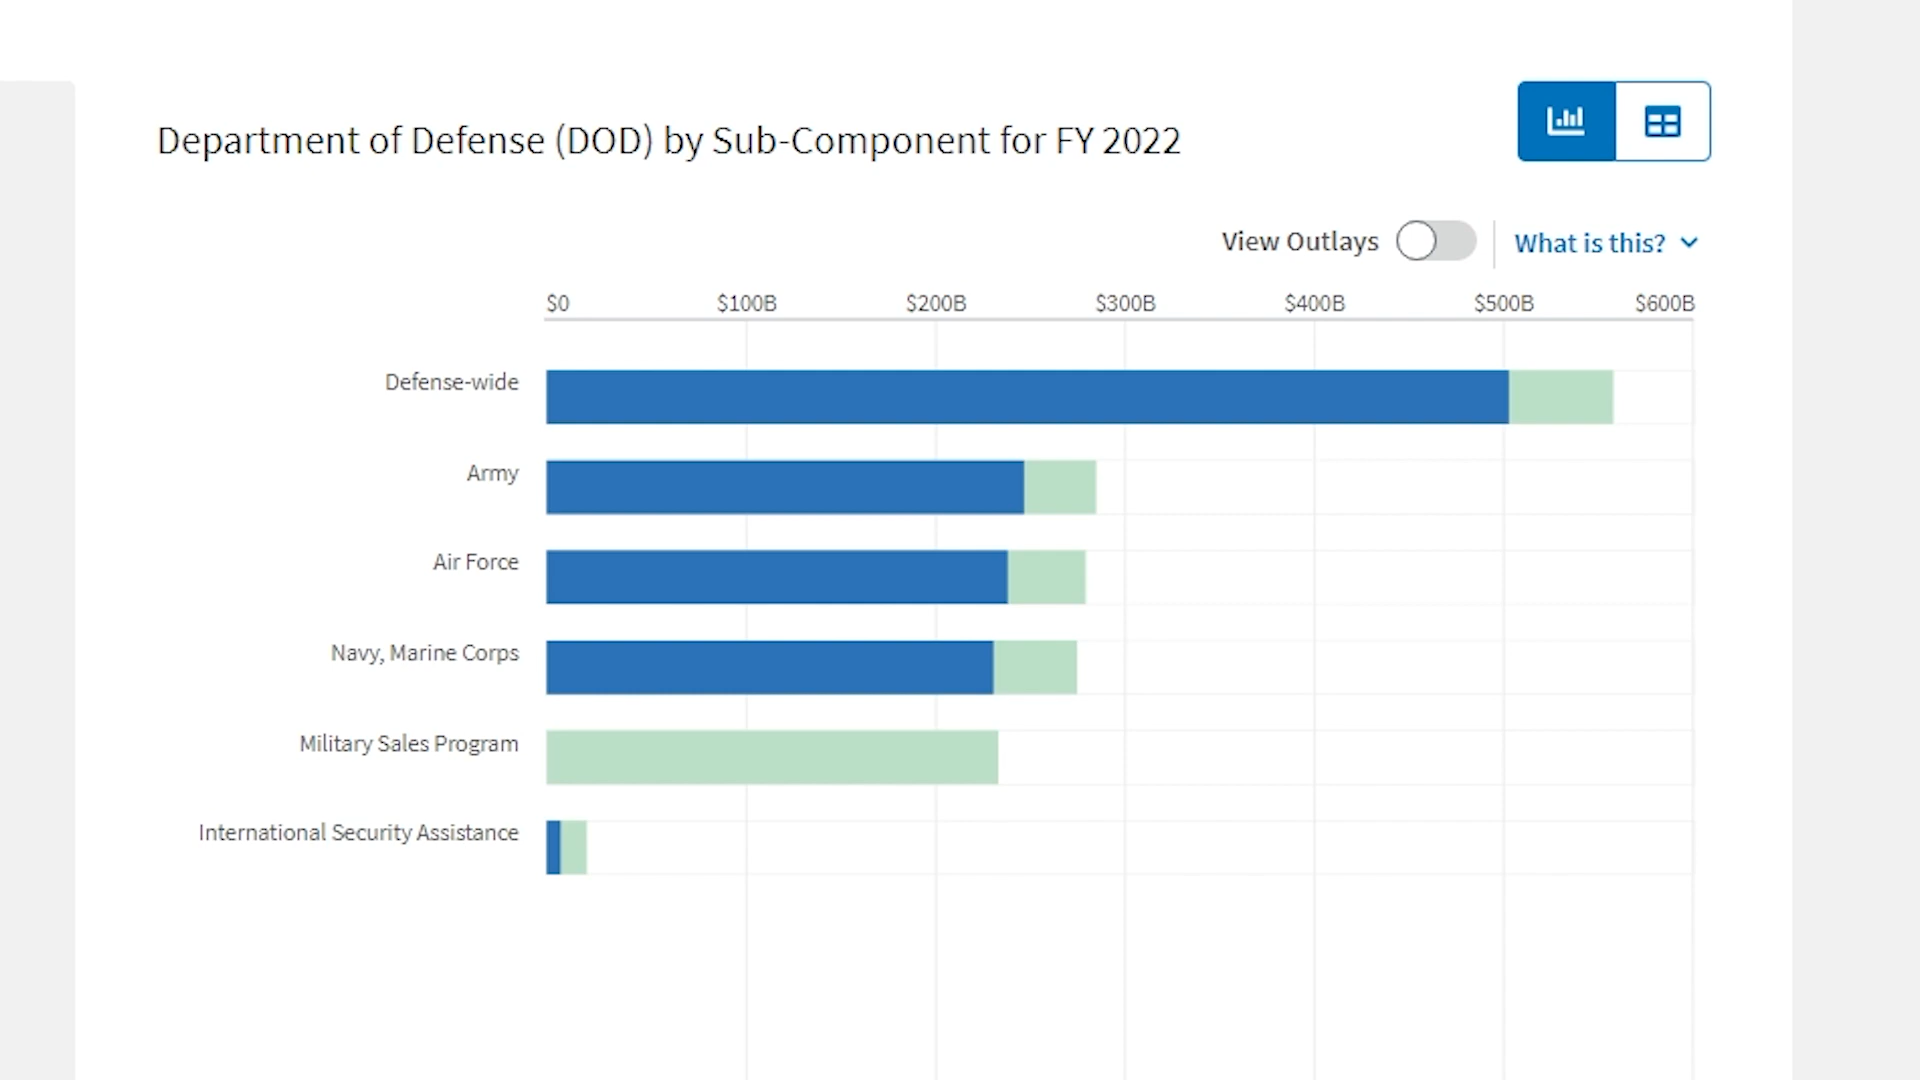 Department of Defense (DOD) by Sub-Component for FY 2022
View Outlays
What is this?
$0 $100B $200B $300B $400B $500B $600B
Defense-wide
Army
Air Force
Navy, Marine Corps
Military Sales Program
International Security Assistance